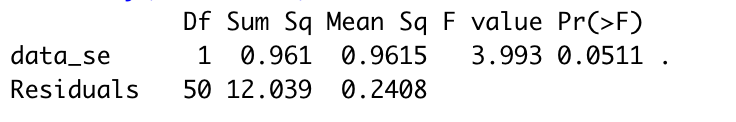 Df Sum Sq Mean Sq F value Pr(>F)
data_se 1 0.961 0.9615 3.993 0.0511 .
Residuals 50 12.039 0.2408